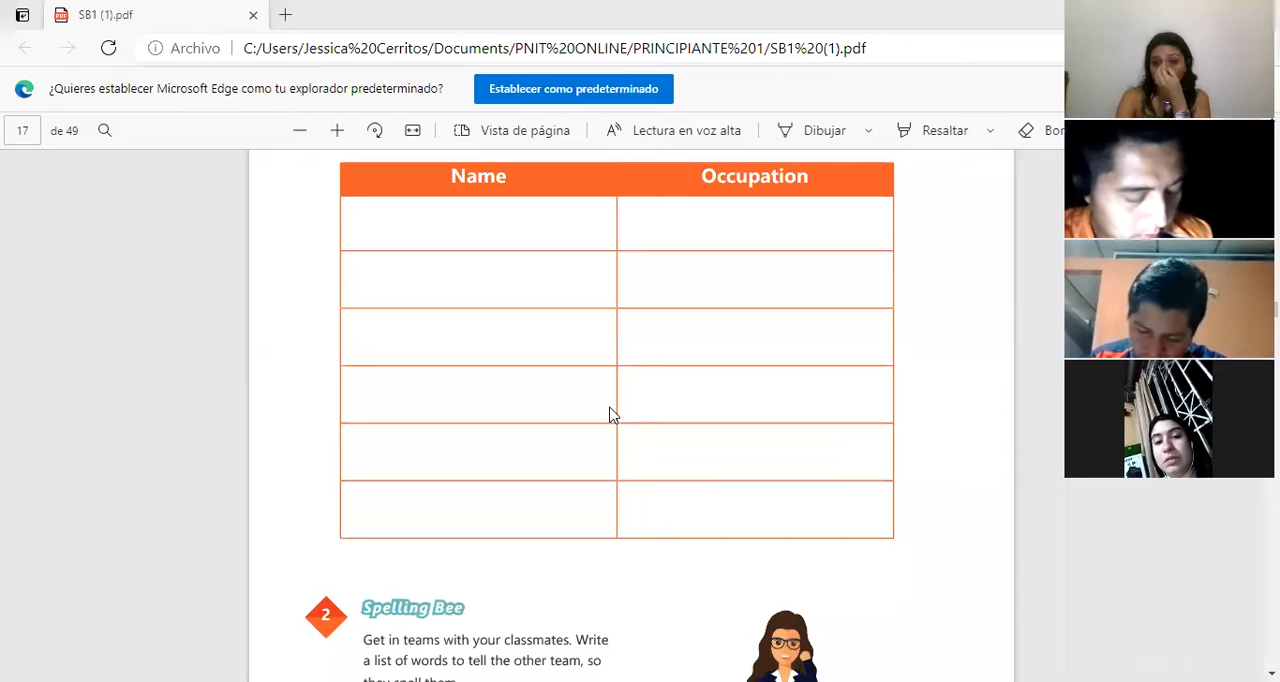 SB1 (1).pdf
Archivo C:/Users/Jessica%20Cerritos/Documents/PNIT%20ONLINE/PRINCIPIANTE%201/SB1%20(1).pdf
¿Quieres establecer Microsoft Edge como tu explorador predeterminado? Establecer como predeterminado
17 de 49 Vista de página Lectura en voz alta Dibujar Resaltar
Name Occupation
2 Spelling Bee
Get in teams with your classmates. Write
a list of words to tell the other team, so
they spell them.